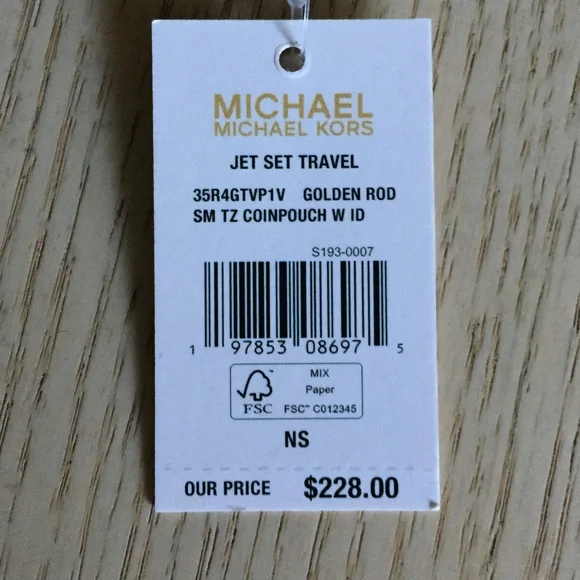 MICHAEL
MICHAEL KORS
JET SET TRAVEL
35R4GTVP1V GOLDEN ROD
SM TZ COINPOUCH W ID
S193-0007
1 97853 08697 5
MIX
Paper
FSC FSC™ C012345
NS
OUR PRICE $228.00